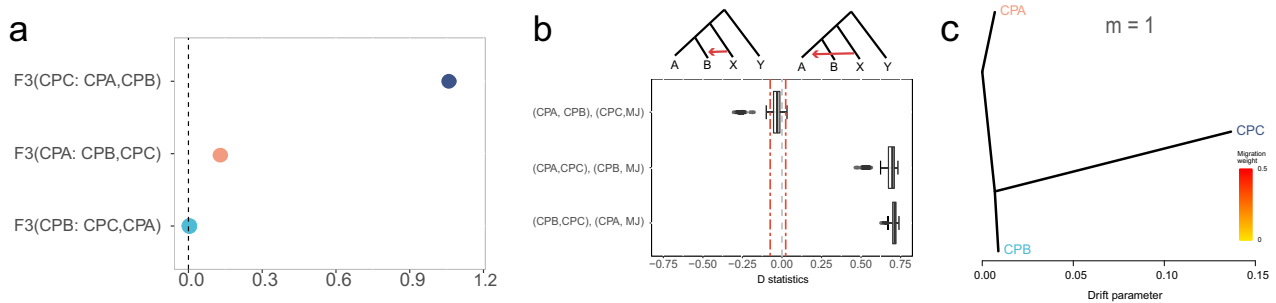 a
F3(CPC: CPA,CPB)
F3(CPA: CPB,CPC)
F3(CPB: CPC,CPA)
0.0 0.3 0.6 0.9 1.2
b
A B X Y
A B X Y
(CPA, CPB), (CPC,MJ)
(CPA,CPC), (CPB, MJ)
(CPB,CPC), (CPA, MJ)
−0.75 −0.50 −0.25 0.00 0.25 0.50 0.75
D statistics
c
CPA
m = 1
CPC
Migration
weight
0.5
0
CPB
0.00 0.05 0.10 0.15
Drift parameter